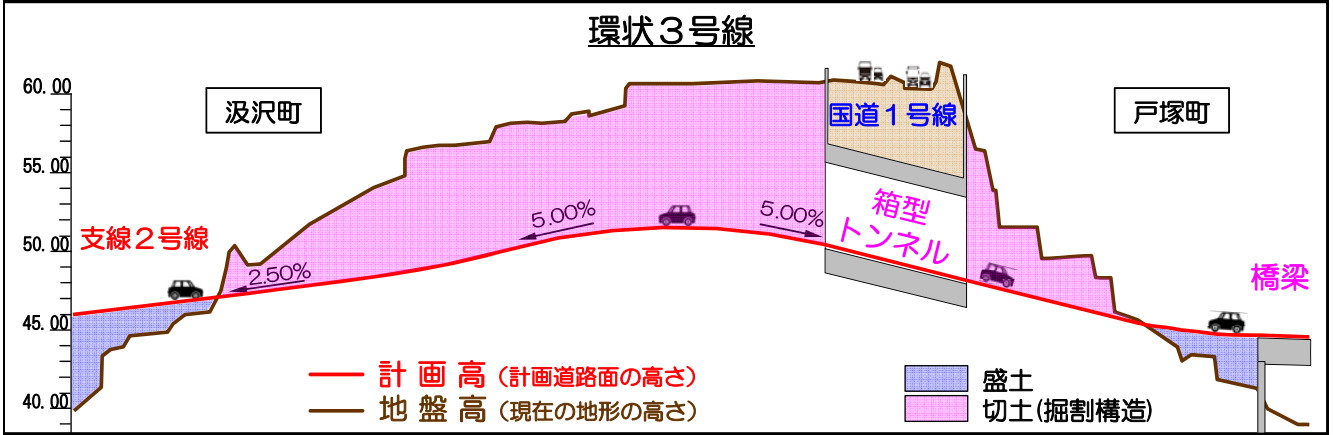 環状3号線
60.00
汲沢町
国道1号線
戸塚町
55.00
5.00%
5.00%
箱型
トンネル
支線2号線
50.00
2.50%
橋梁
45.00
計画高（計画道路面の高さ）
盛土
40.00
地盤高（現在の地形の高さ）
切土(掘割構造)